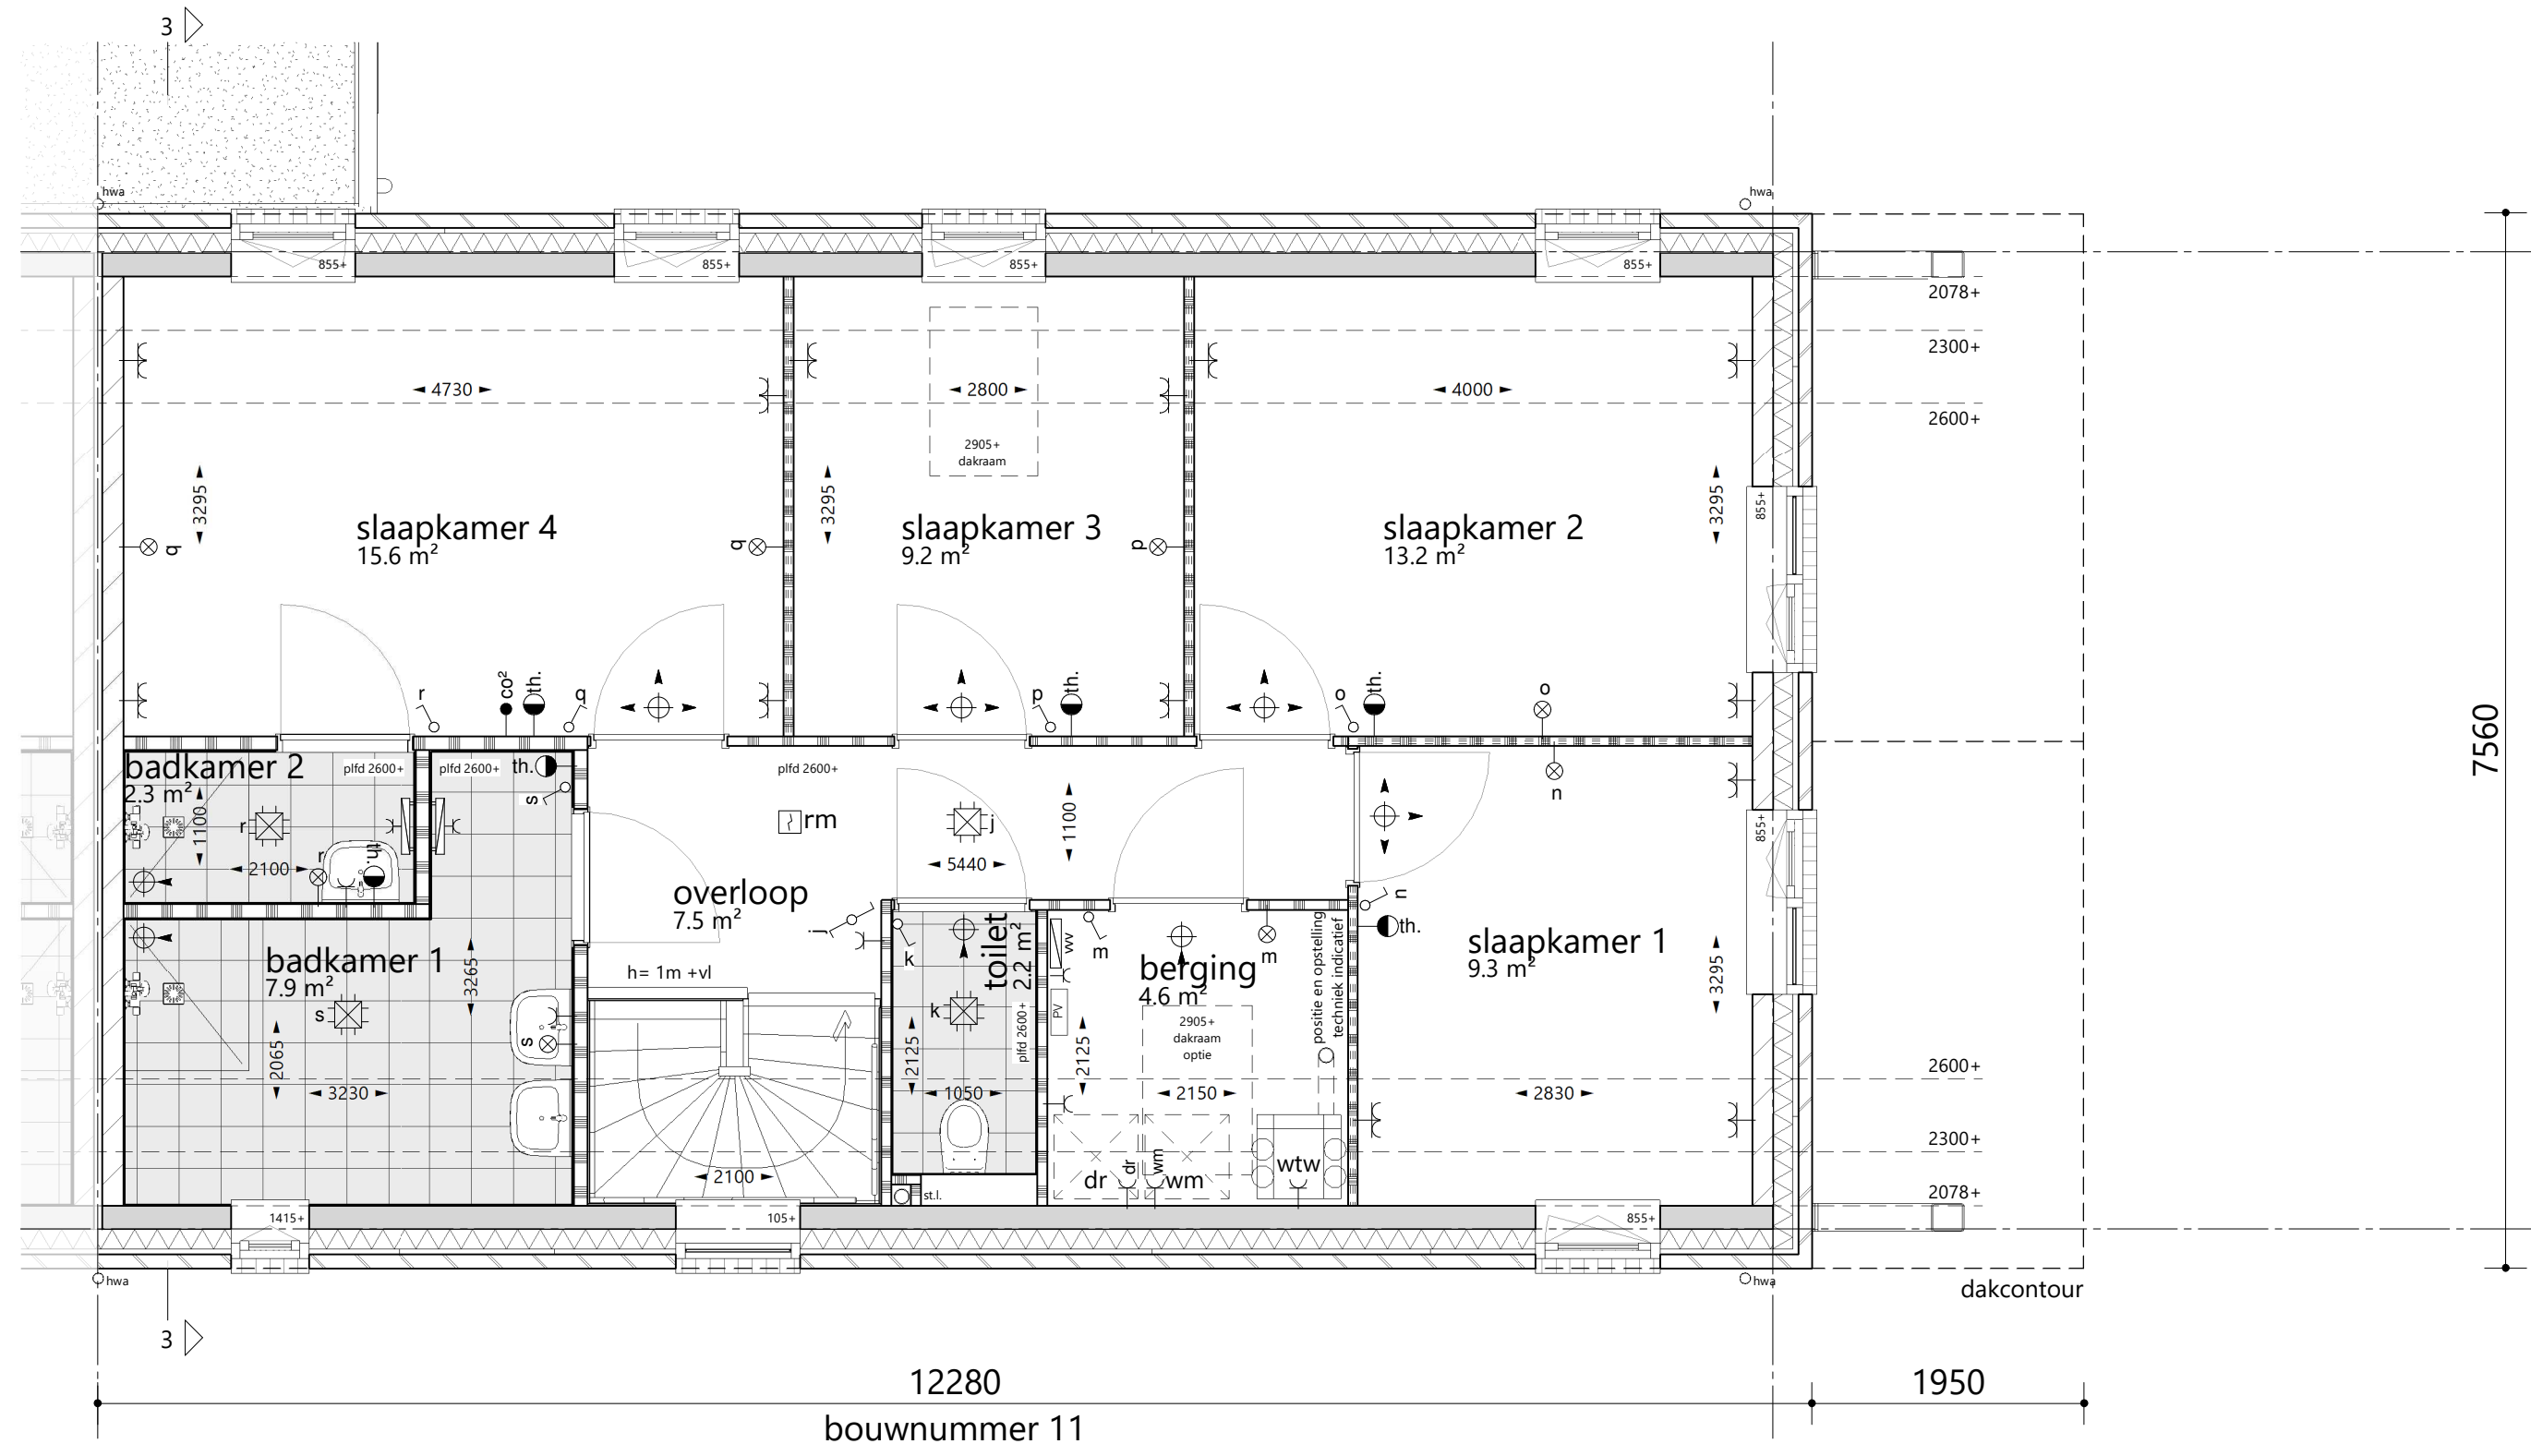 3
hwa
hwa
855+
855+
855+
855+
2078+
2300+
2600+
4730
2800
4000
2905+
dakraam
3295
3295
3295
855+
slaapkamer 4
15.6 m²
slaapkamer 3
9.2 m²
slaapkamer 2
13.2 m²
q
q
p
r
co²
th.
q
p
th.
o
th.
o
n
7560
badkamer 2
2.3 m²
plfd 2600+
plfd 2600+
th.
s
plfd 2600+
1100
r
2100
r
th.
rm
j
5440
1100
855+
overloop
7.5 m²
j
k
toilet
2.2 m²
wv
m
m
n
th.
badkamer 1
7.9 m²
3265
s
s
h= 1m +vl
k
plfd 2600+
PV
berging
4.6 m²
positie en opstelling
techniek indicatief
slaapkamer 1
9.3 m²
3295
2905+
dakraam
optie
2065
3230
2125
1050
2125
2150
2830
2600+
2300+
2078+
2100
st.l.
dr
dr
wm
wm
wtw
1415+
105+
855+
hwa
hwa
dakcontour
3
12280
1950
bouwnummer 11